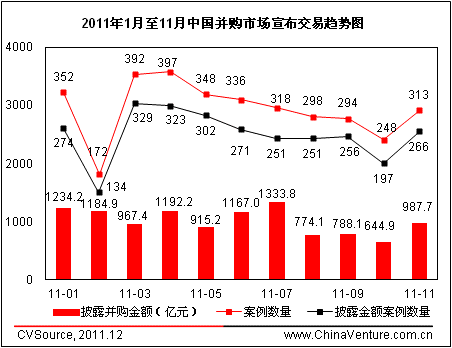 2011年1月至11月中国并购市场宣布交易趋势图
4000
3000
2000
1000
0
352 172 392 397 348 336 318 298 294 248 313
274 134 329 323 302 271 251 251 256 197 266
1234.2 1184.9 967.4 1192.2 915.2 1167.0 1333.8 774.1 788.1 644.9 987.7
11-01 11-03 11-05 11-07 11-09 11-11
披露并购金额（亿元） 案例数量 披露金额案例数量
CVSource, 2011.12 www.ChinaVenture.com.cn